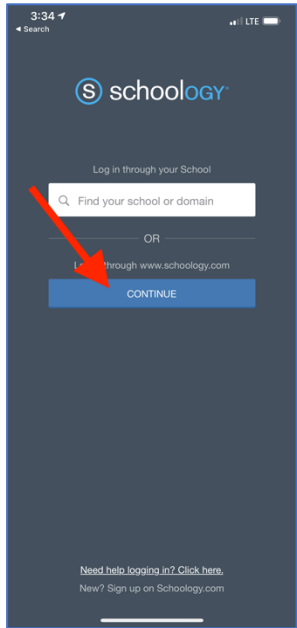 3:34
LTE
◀ Search
S schoology
Log in through your School
Find your school or domain
OR
through www.schoology.com
CONTINUE
Need help logging in? Click here.
New? Sign up on Schoology.com